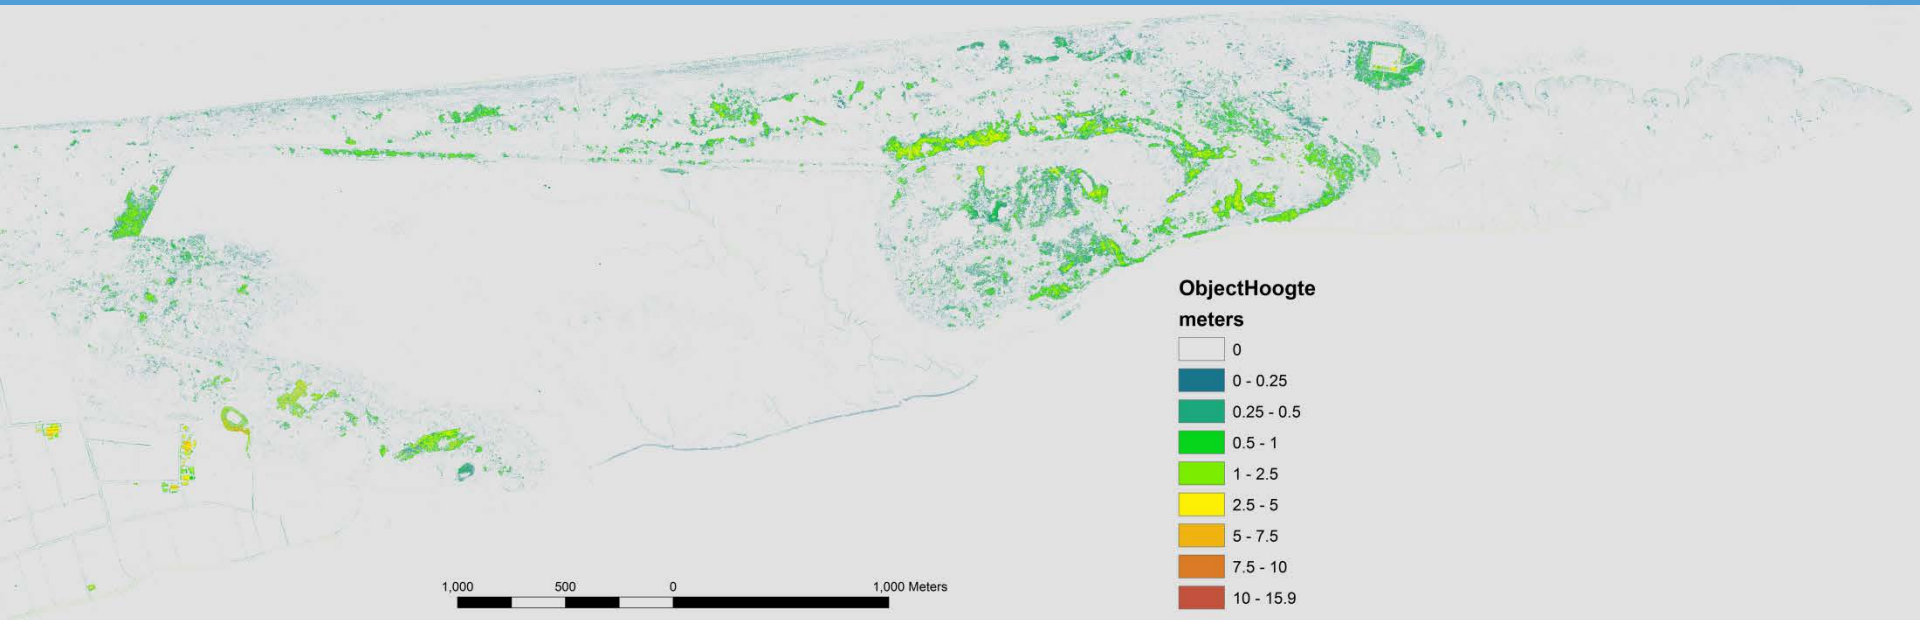 ObjectHoogte
meters
0
0 - 0.25
0.25 - 0.5
0.5 - 1
1 - 2.5
2.5 - 5
5 - 7.5
7.5 - 10
10 - 15.9
1,000 500 0 1,000 Meters